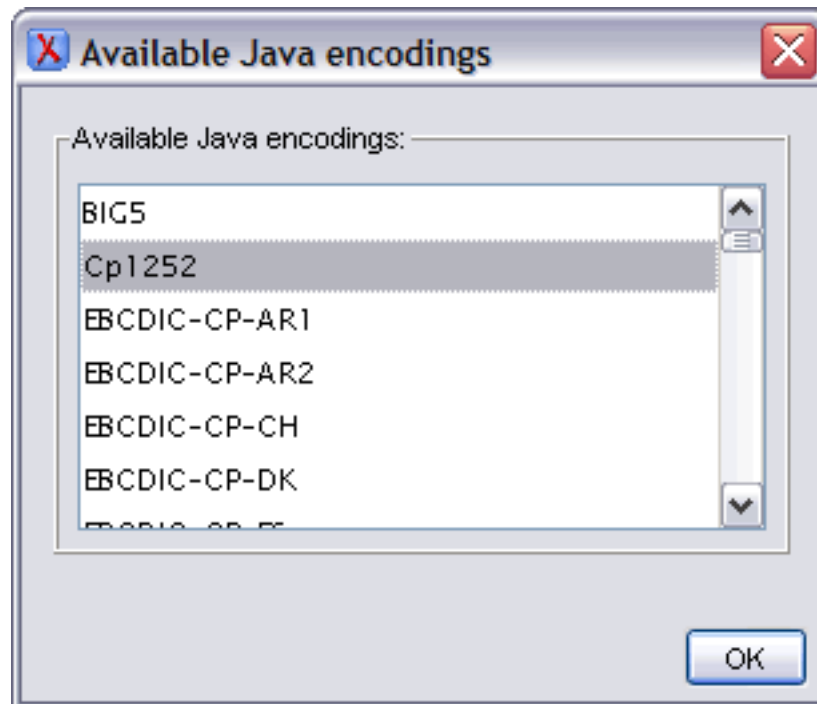 Available Java encodings
Available Java encodings:
BIG5
Cp1252
EBCDIC-CP-AR1
EBCDIC-CP-AR2
EBCDIC-CP-CH
EBCDIC-CP-DK
OK